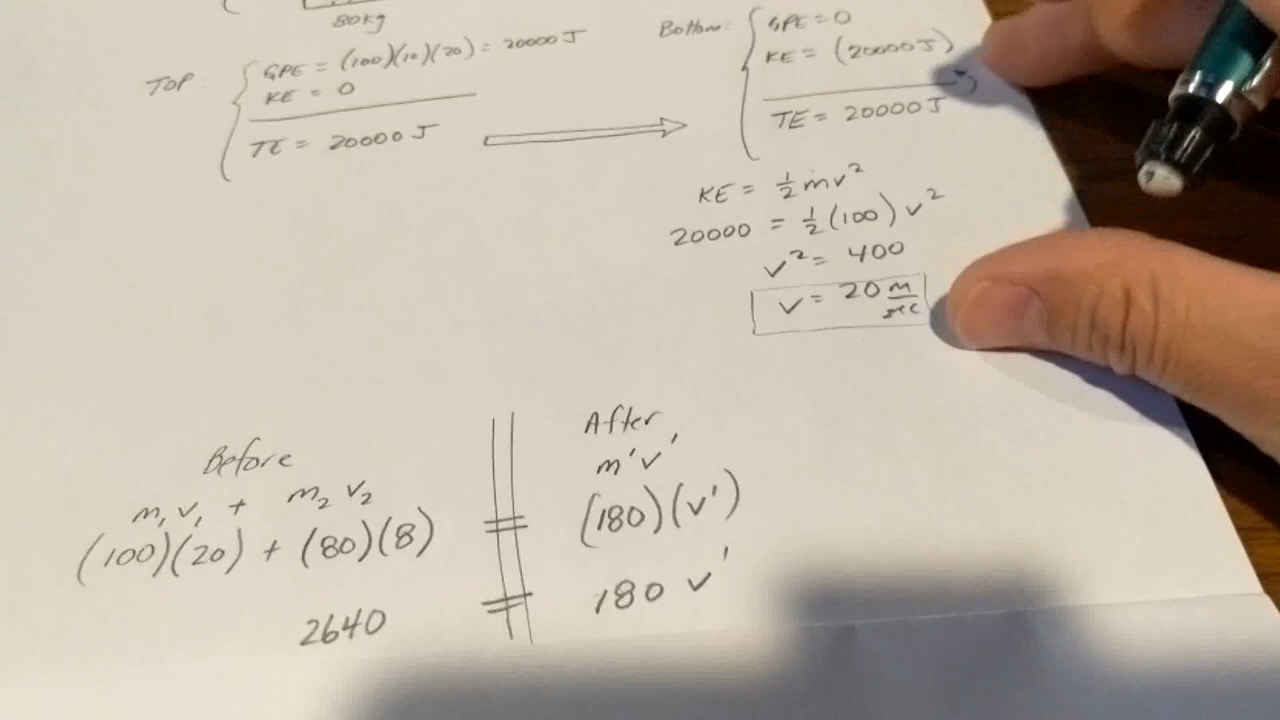 80kg
TOP: GPE = (100)(10)(20) = 20000 J
KE = 0
TE = 20000 J
Bottom: GPE = 0
KE = (20000 J)
TE = 20000 J
KE = ½mv²
20000 = ½(100) v²
v² = 400
v = 20 m/sec
Before
m₁v₁ + m₂ v₂
(100)(20) + (80)(8)
2640
After
m'v'
= (180)(v')
= 180 v'